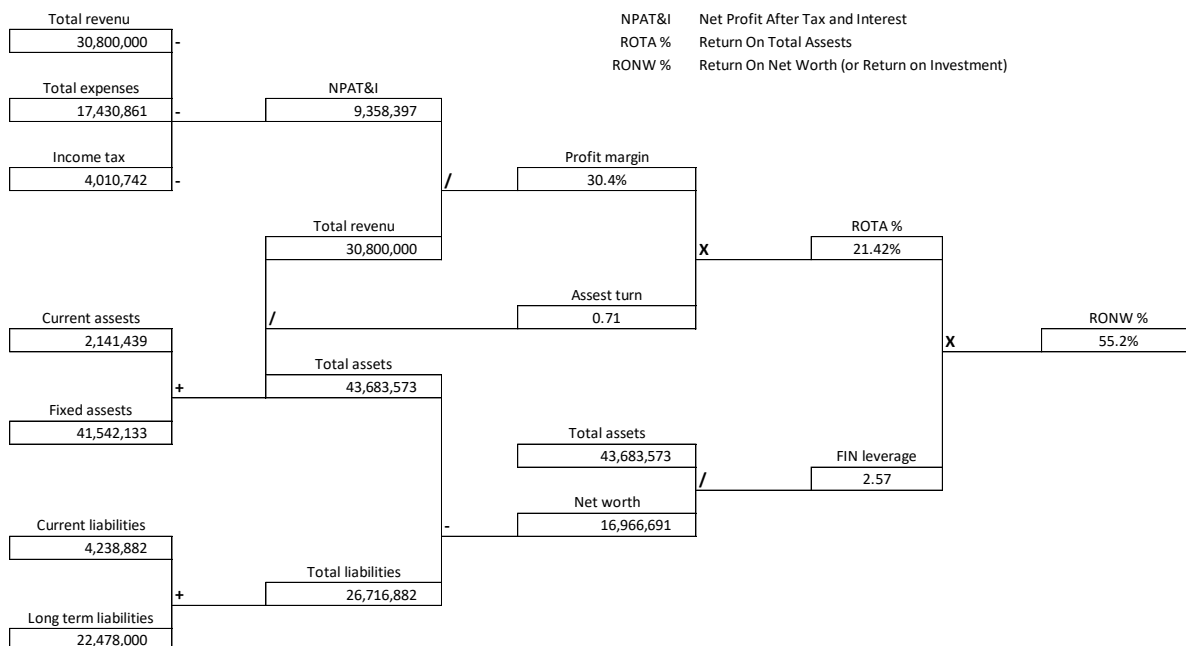 Total revenu
30,800,000
-
NPAT&I Net Profit After Tax and Interest
ROTA % Return On Total Assests
RONW % Return On Net Worth (or Return on Investment)
Total expenses
17,430,861
-
NPAT&I
9,358,397
Income tax
4,010,742
-
/
Profit margin
30.4%
Total revenu
30,800,000
X
ROTA %
21.42%
Assest turn
0.71
Current assests
2,141,439
/
X
RONW %
55.2%
+
Total assets
43,683,573
Fixed assests
41,542,133
Total assets
43,683,573
/
FIN leverage
2.57
Net worth
16,966,691
-
Current liabilities
4,238,882
+
Total liabilities
26,716,882
Long term liabilities
22,478,000